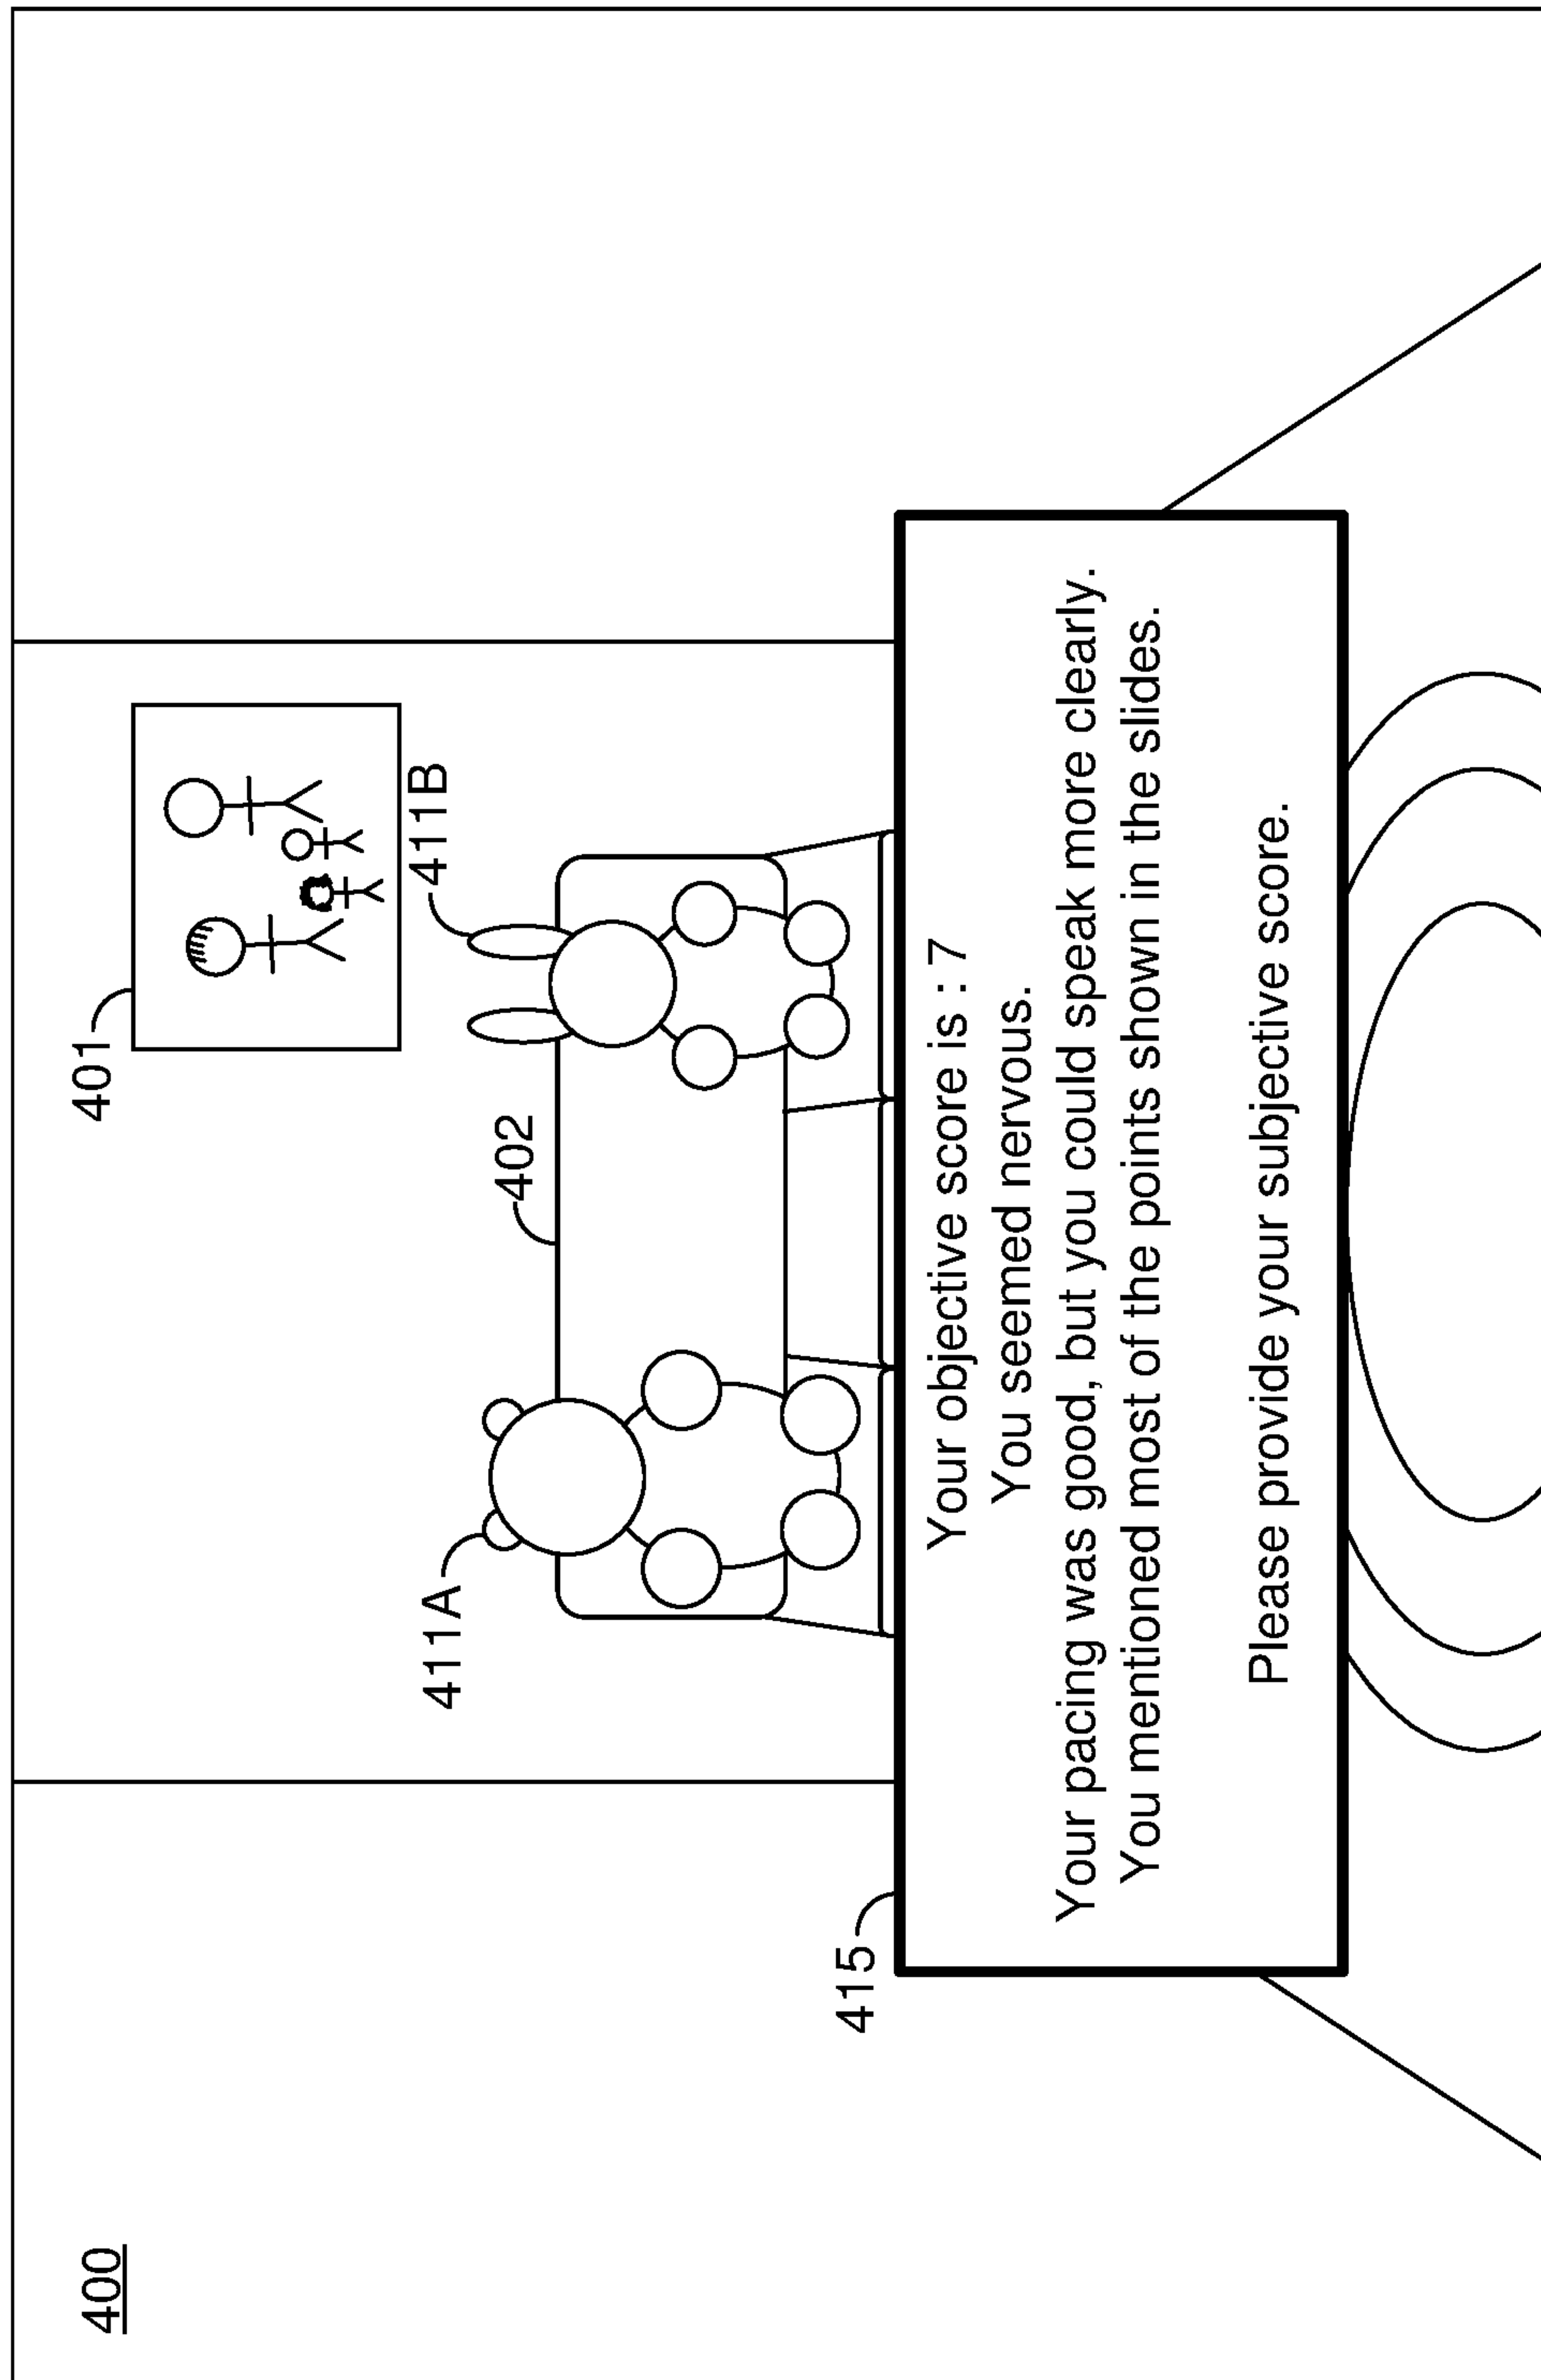 400
401
402
411A
411B
415
Your objective score is : 7
You seemed nervous.
Your pacing was good, but you could speak more clearly.
You mentioned most of the points shown in the slides.
Please provide your subjective score.